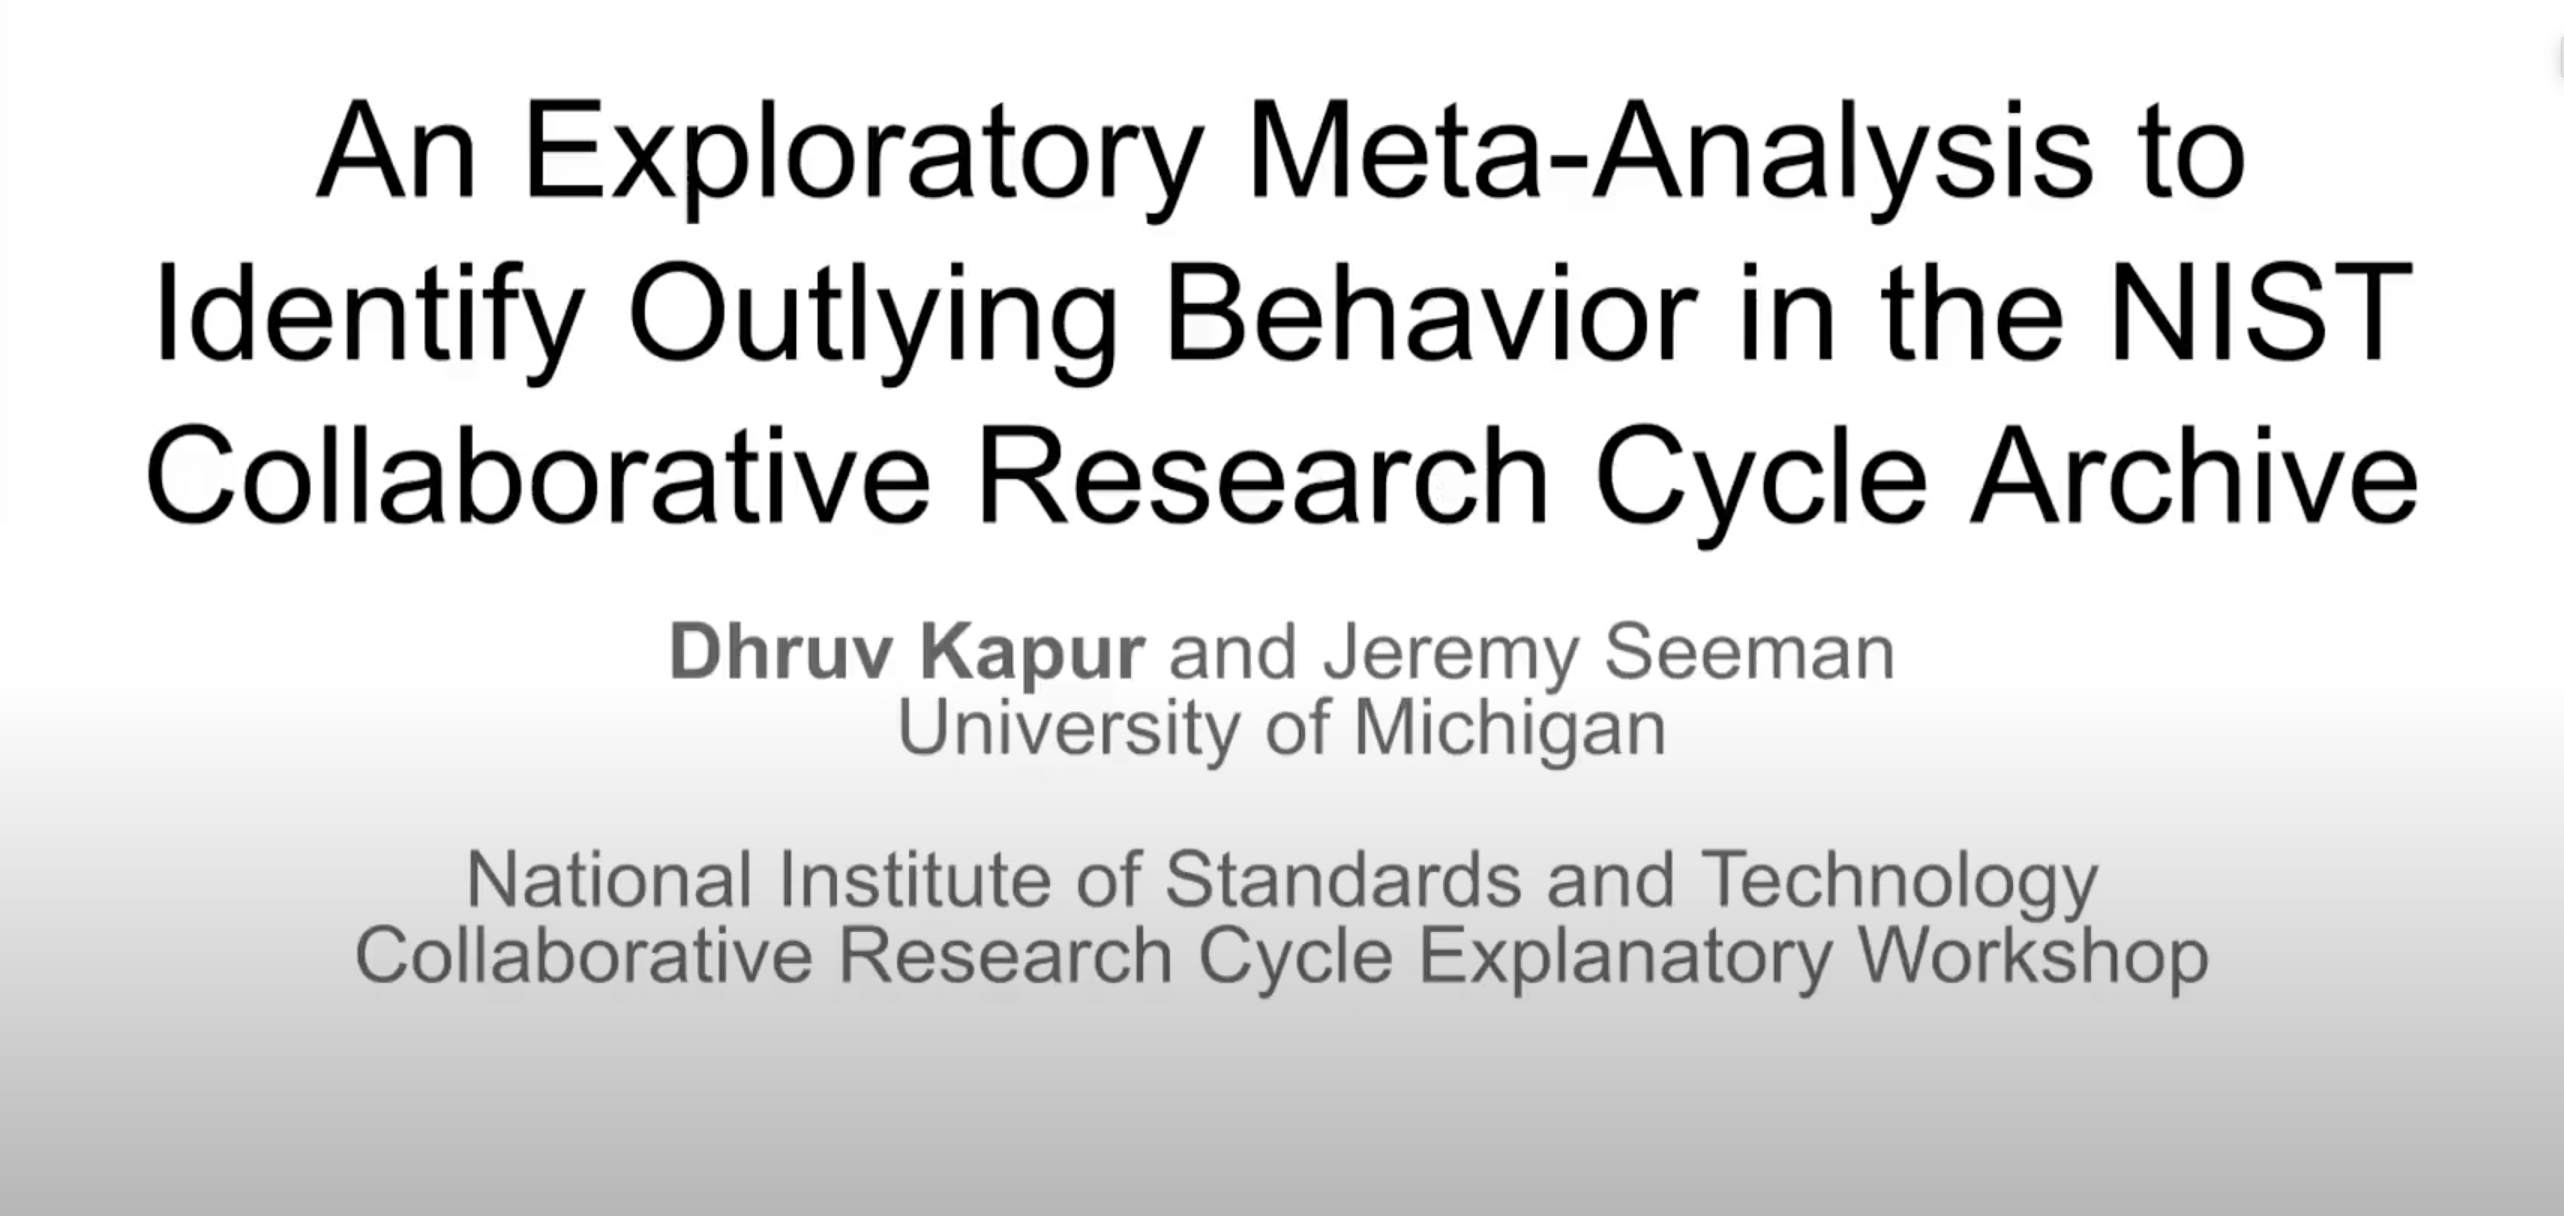 An Exploratory Meta-Analysis to
Identify Outlying Behavior in the NIST
Collaborative Research Cycle Archive
Dhruv Kapur and Jeremy Seeman
University of Michigan
National Institute of Standards and Technology
Collaborative Research Cycle Explanatory Workshop